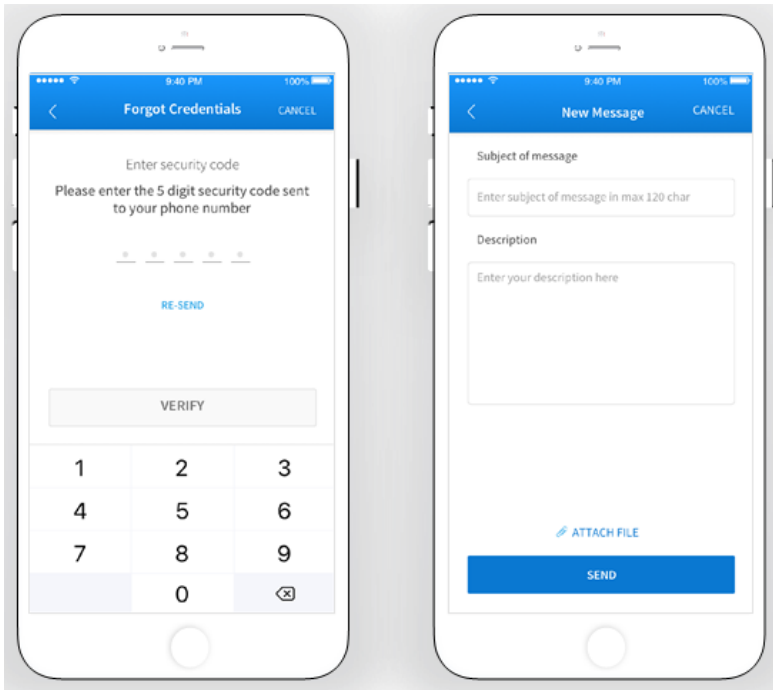 9:40 PM 100%
Forgot Credentials CANCEL
Enter security code
Please enter the 5 digit security code sent
to your phone number
RE-SEND
VERIFY
1 2 3
4 5 6
7 8 9
0
9:40 PM 100%
New Message CANCEL
Subject of message
Enter subject of message in max 120 char
Description
Enter your description here
ATTACH FILE
SEND